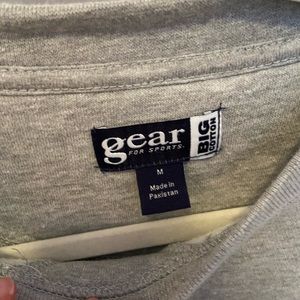 gear
FOR SPORTS
BIG
COTTON
M
Made in
Pakistan